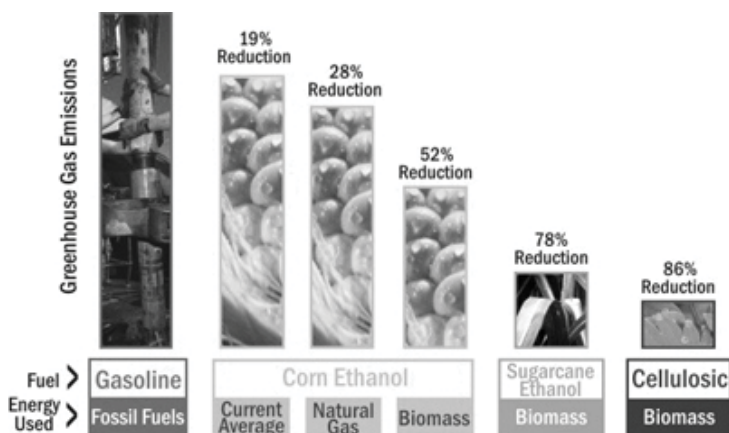 Greenhouse Gas Emissions
19%
Reduction
28%
Reduction
52%
Reduction
78%
Reduction
86%
Reduction
Fuel >
Gasoline
Corn Ethanol
Sugarcane
Ethanol
Cellulosic
Energy
Used >
Fossil Fuels
Current
Average
Natural
Gas
Biomass
Biomass
Biomass